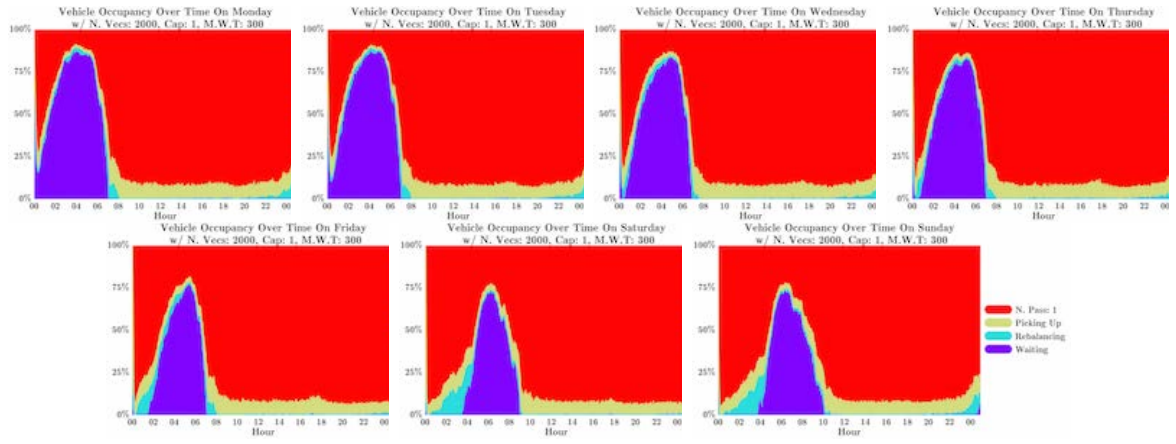 Vehicle Occupancy Over Time On Monday
w/ N. Vecs: 2000, Cap: 1, M.W.T: 300
100%
75%
50%
25%
0%
00 02 04 06 08 10 12 14 16 18 20 22 00
Hour
Vehicle Occupancy Over Time On Tuesday
w/ N. Vecs: 2000, Cap: 1, M.W.T: 300
100%
75%
50%
25%
0%
00 02 04 06 08 10 12 14 16 18 20 22 00
Hour
Vehicle Occupancy Over Time On Wednesday
w/ N. Vecs: 2000, Cap: 1, M.W.T: 300
100%
75%
50%
25%
0%
00 02 04 06 08 10 12 14 16 18 20 22 00
Hour
Vehicle Occupancy Over Time On Thursday
w/ N. Vecs: 2000, Cap: 1, M.W.T: 300
100%
75%
50%
25%
0%
00 02 04 06 08 10 12 14 16 18 20 22 00
Hour
Vehicle Occupancy Over Time On Friday
w/ N. Vecs: 2000, Cap: 1, M.W.T: 300
100%
75%
50%
25%
0%
00 02 04 06 08 10 12 14 16 18 20 22 00
Hour
Vehicle Occupancy Over Time On Saturday
w/ N. Vecs: 2000, Cap: 1, M.W.T: 300
100%
75%
50%
25%
0%
00 02 04 06 08 10 12 14 16 18 20 22 00
Hour
Vehicle Occupancy Over Time On Sunday
w/ N. Vecs: 2000, Cap: 1, M.W.T: 300
100%
75%
50%
25%
0%
00 02 04 06 08 10 12 14 16 18 20 22 00
Hour
N. Pass: 1
Picking Up
Rebalancing
Waiting